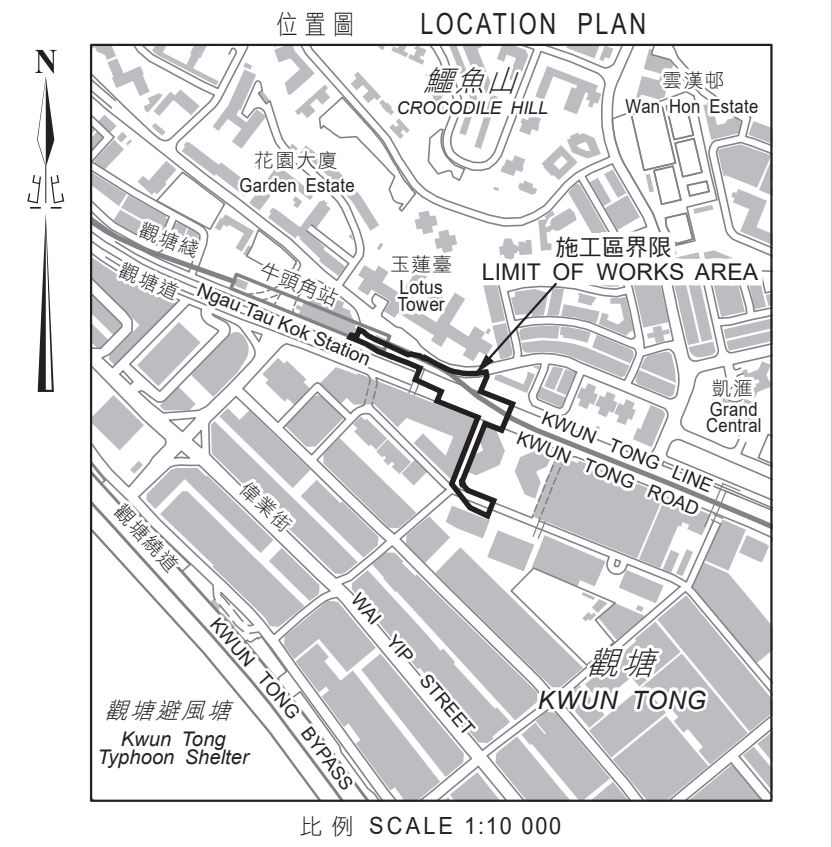 位置圖 LOCATION PLAN
N
北
鱷魚山
CROCODILE HILL
雲漢邨
Wan Hon Estate
花園大廈
Garden Estate
觀塘綫
觀塘道
牛頭角站
Ngau Tau Kok Station
玉蓮臺
Lotus
Tower
施工區界限
LIMIT OF WORKS AREA
凱滙
Grand
Central
KWUN TONG LINE
KWUN TONG ROAD
偉業街
WAI YIP STREET
觀塘繞道
KWUN TONG BYPASS
觀塘
KWUN TONG
觀塘避風塘
Kwun Tong
Typhoon Shelter
比例 SCALE 1:10 000